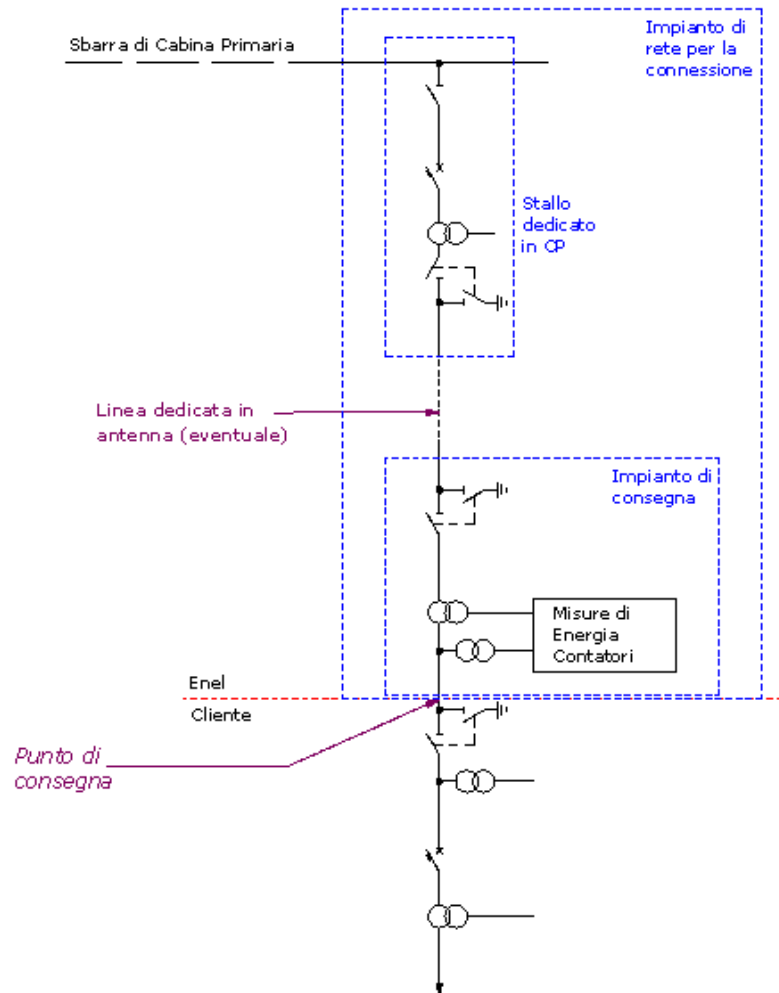 Sbarra di Cabina Primaria
Impianto di
rete per la
connessione
Stallo
dedicato
in CP
Linea dedicata in
antenna (eventuale)
Impianto di
consegna
Misure di
Energia
Contatori
Enel
Cliente
Punto di
consegna